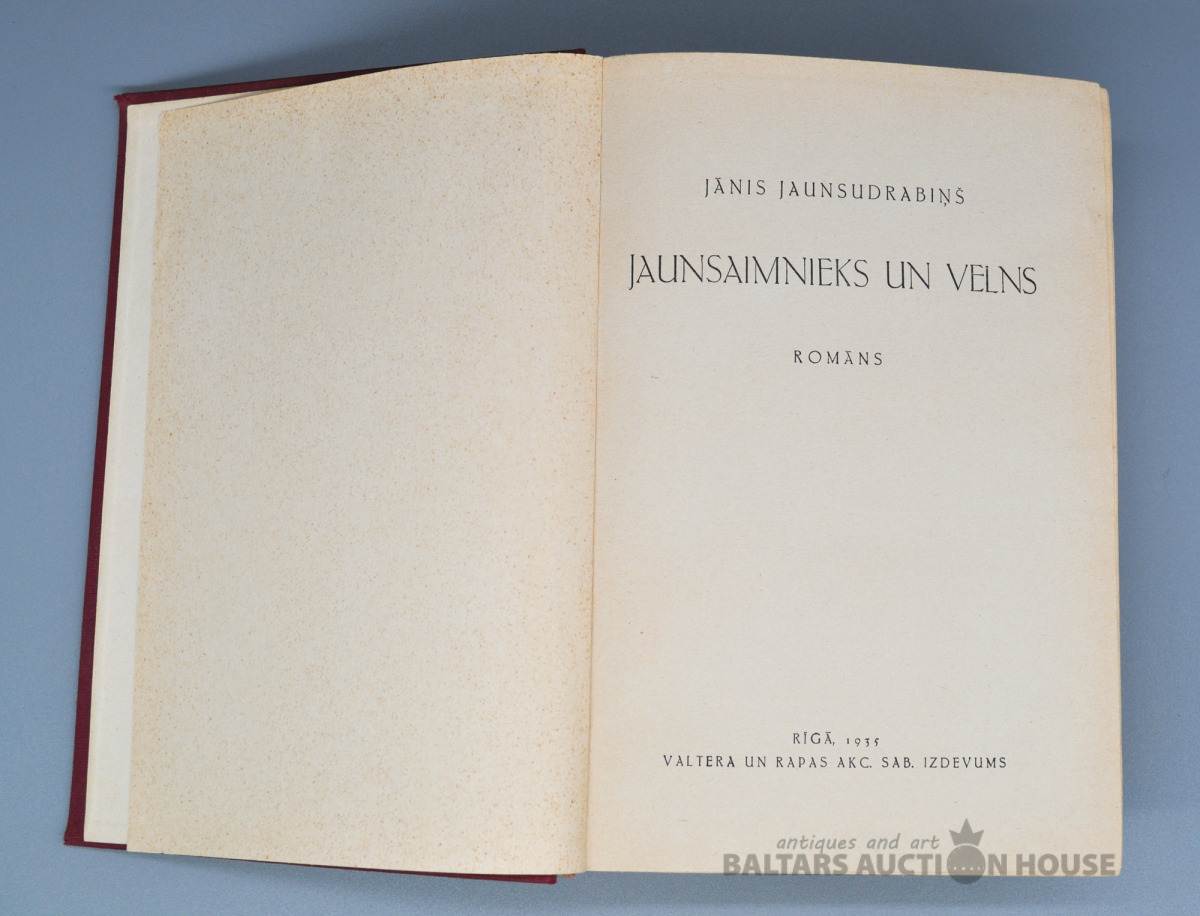 JĀNIS JAUNSUDRABIŅŠ
JAUNSAIMNIEKS UN VELNS
ROMĀNS
RĪGĀ, 1935
VALTERA UN RAPAS AKC. SAB. IZDEVUMS
antiques and art
BALTARS AUCTION HOUSE